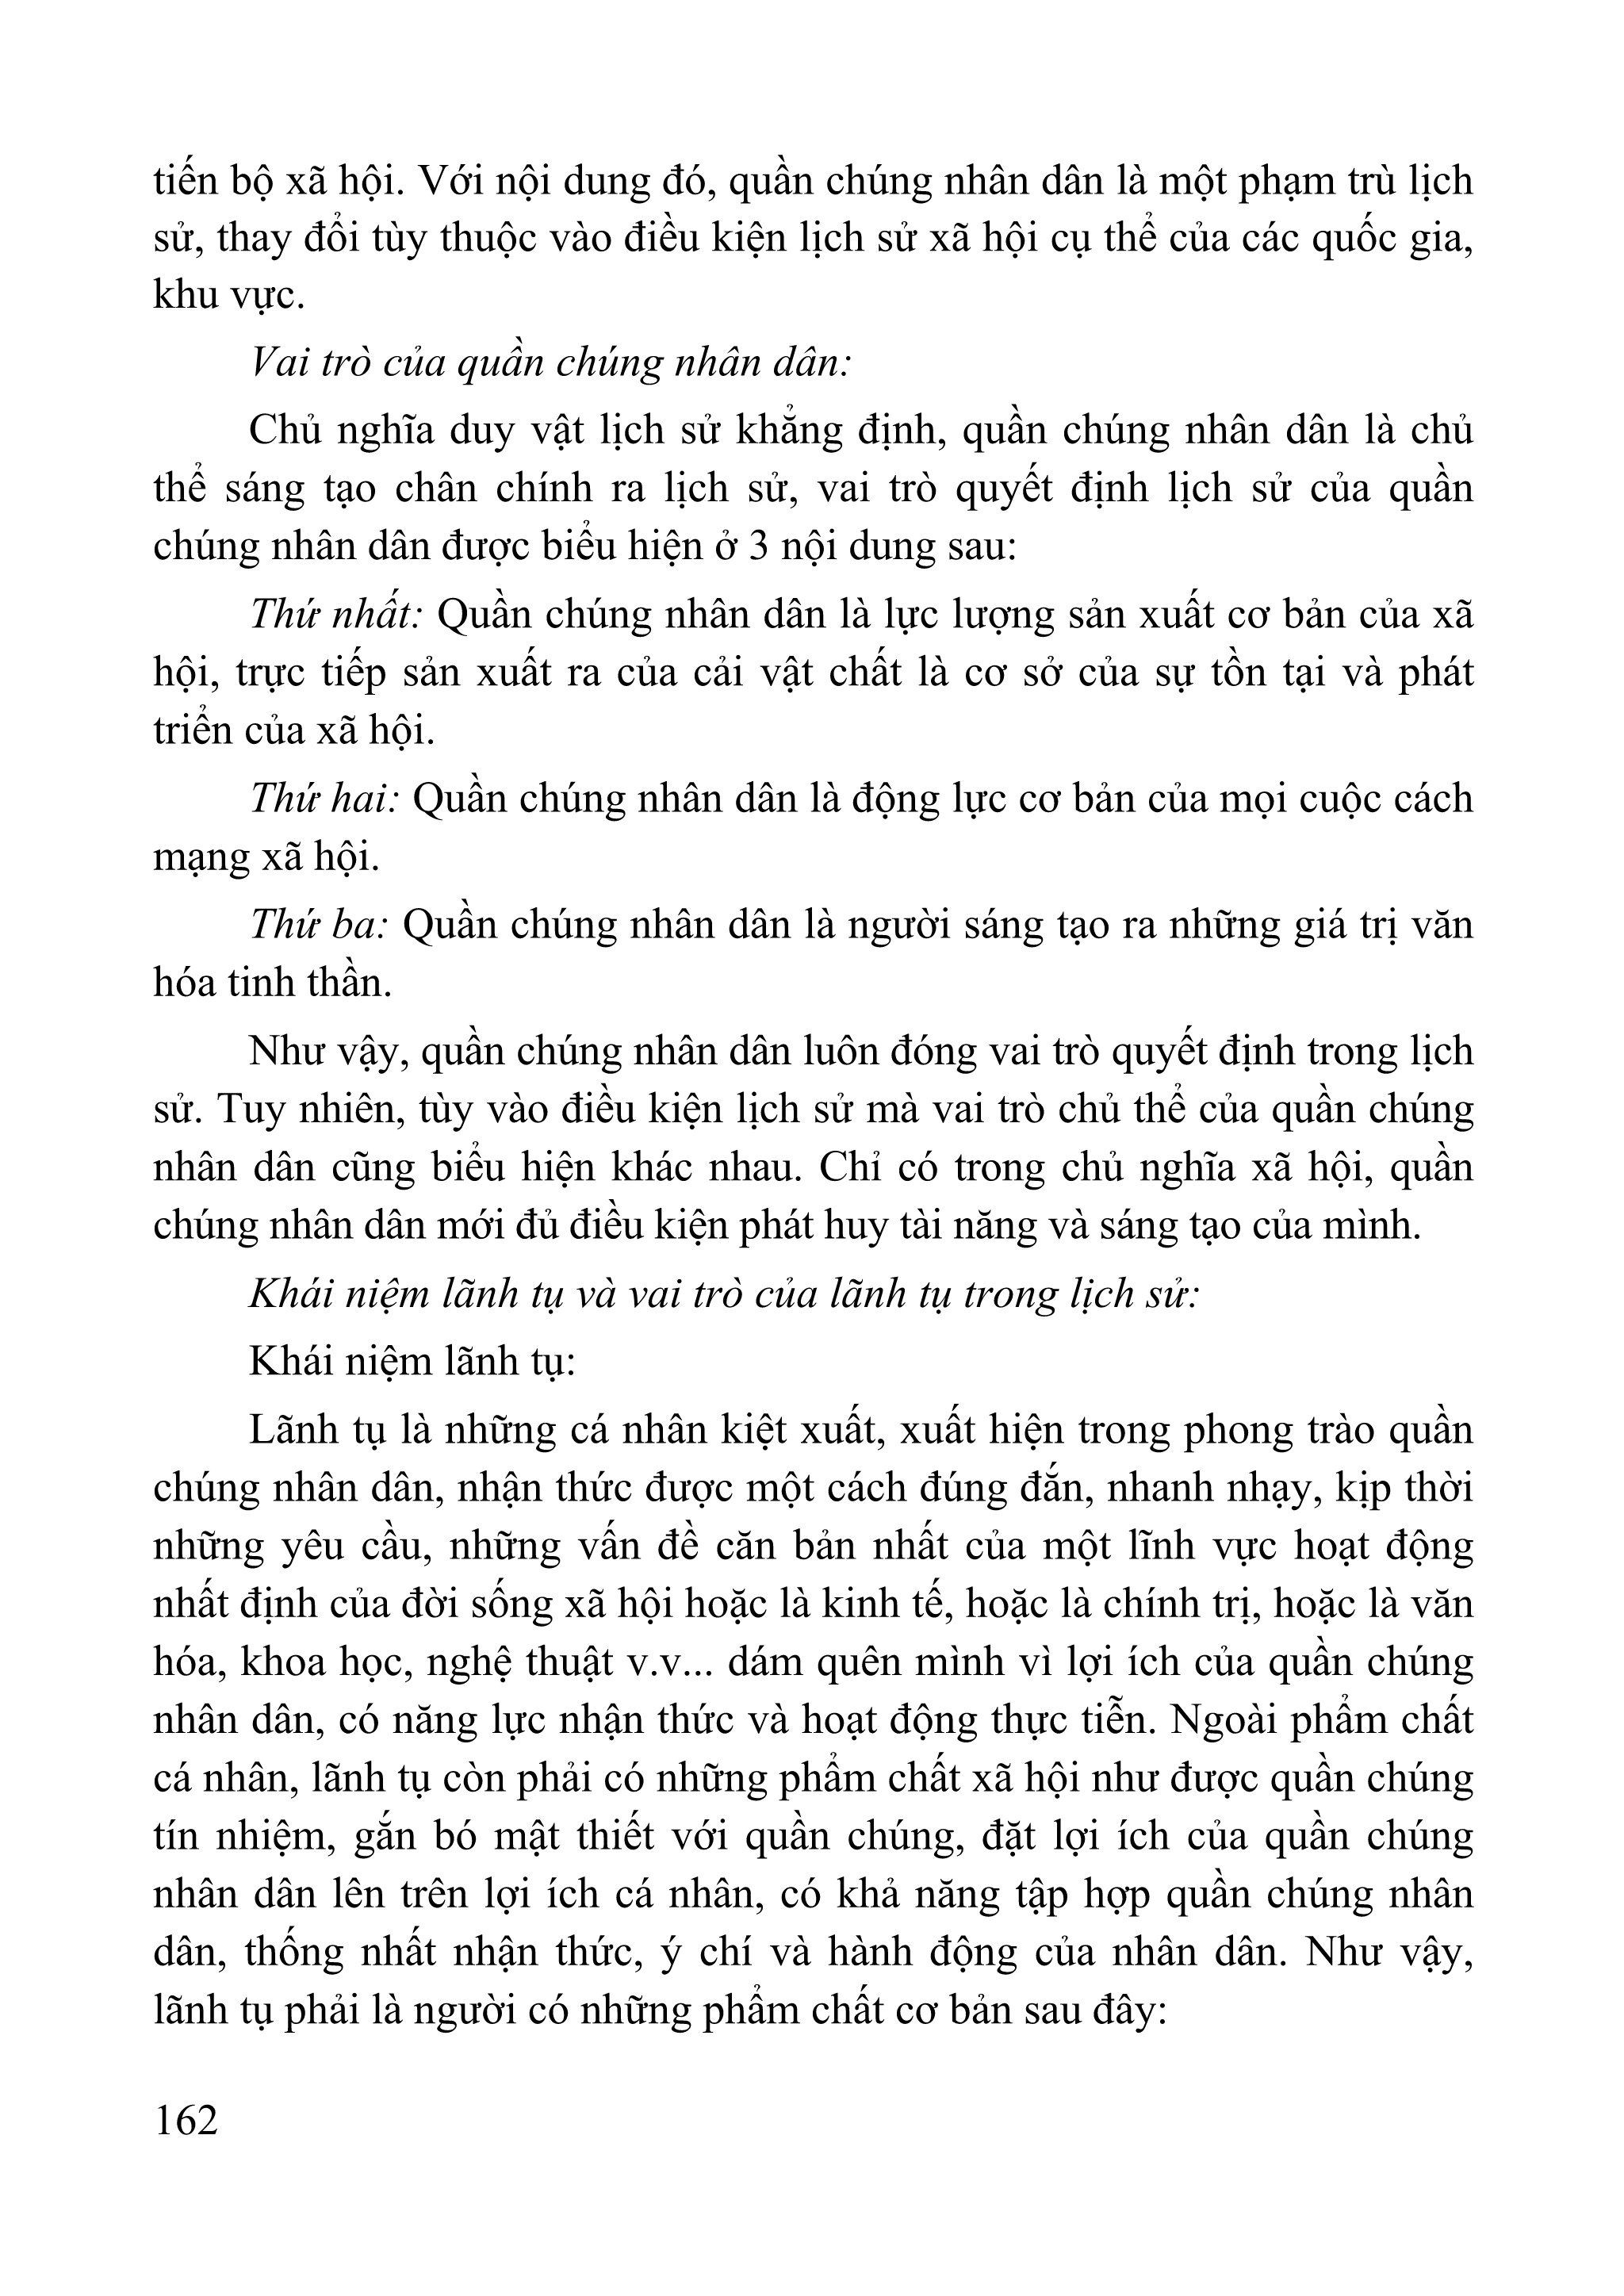 tiến bộ xã hội. Với nội dung đó, quần chúng nhân dân là một phạm trù lịch
sử, thay đổi tùy thuộc vào điều kiện lịch sử xã hội cụ thể của các quốc gia,
khu vực.
Vai trò của quần chúng nhân dân:
Chủ nghĩa duy vật lịch sử khẳng định, quần chúng nhân dân là chủ
thể sáng tạo chân chính ra lịch sử, vai trò quyết định lịch sử của quần
chúng nhân dân được biểu hiện ở 3 nội dung sau:
Thứ nhất: Quần chúng nhân dân là lực lượng sản xuất cơ bản của xã
hội, trực tiếp sản xuất ra của cải vật chất là cơ sở của sự tồn tại và phát
triển của xã hội.
Thứ hai: Quần chúng nhân dân là động lực cơ bản của mọi cuộc cách
mạng xã hội.
Thứ ba: Quần chúng nhân dân là người sáng tạo ra những giá trị văn
hóa tinh thần.
Như vậy, quần chúng nhân dân luôn đóng vai trò quyết định trong lịch
sử. Tuy nhiên, tùy vào điều kiện lịch sử mà vai trò chủ thể của quần chúng
nhân dân cũng biểu hiện khác nhau. Chỉ có trong chủ nghĩa xã hội, quần
chúng nhân dân mới đủ điều kiện phát huy tài năng và sáng tạo của mình.
Khái niệm lãnh tụ và vai trò của lãnh tụ trong lịch sử:
Khái niệm lãnh tụ:
Lãnh tụ là những cá nhân kiệt xuất, xuất hiện trong phong trào quần
chúng nhân dân, nhận thức được một cách đúng đắn, nhanh nhạy, kịp thời
những yêu cầu, những vấn đề căn bản nhất của một lĩnh vực hoạt động
nhất định của đời sống xã hội hoặc là kinh tế, hoặc là chính trị, hoặc là văn
hóa, khoa học, nghệ thuật v.v... dám quên mình vì lợi ích của quần chúng
nhân dân, có năng lực nhận thức và hoạt động thực tiễn. Ngoài phẩm chất
cá nhân, lãnh tụ còn phải có những phẩm chất xã hội như được quần chúng
tín nhiệm, gắn bó mật thiết với quần chúng, đặt lợi ích của quần chúng
nhân dân lên trên lợi ích cá nhân, có khả năng tập hợp quần chúng nhân
dân, thống nhất nhận thức, ý chí và hành động của nhân dân. Như vậy,
lãnh tụ phải là người có những phẩm chất cơ bản sau đây:
162